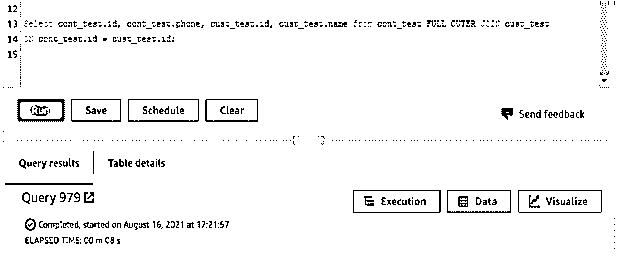 12
13 Select cont_test.id, cont_test.phone, cust_test.id, cust_test.name from cont_test FULL OUTER JOIN cust_test
14 ON cont_test.id = cust_test.id;
15
Run Save Schedule Clear
Send feedback
Query results Table details
Query 979
Execution Data Visualize
Completed, started on August 16, 2021 at 17:21:57
ELAPSED TIME: 00 m 08 s